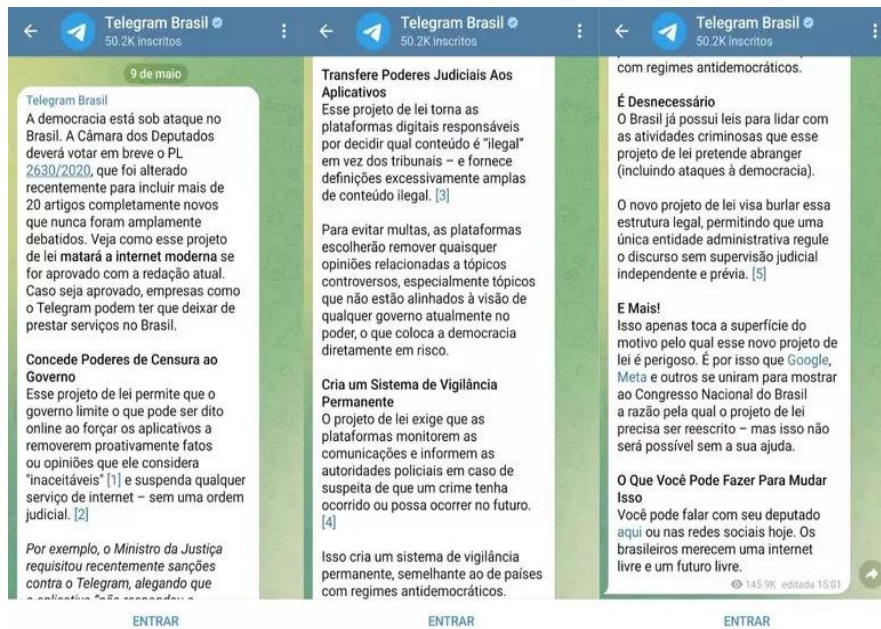 Telegram Brasil
50.2K inscritos
9 de maio
Telegram Brasil
A democracia está sob ataque no
Brasil. A Câmara dos Deputados
deverá votar em breve o PL
2630/2020, que foi alterado
recentemente para incluir mais de
20 artigos completamente novos
que nunca foram amplamente
debatidos. Veja como esse projeto
de lei matará a internet moderna se
for aprovado com a redação atual.
Caso seja aprovado, empresas como
o Telegram podem ter que deixar de
prestar serviços no Brasil.
Concede Poderes de Censura ao
Governo
Esse projeto de lei permite que o
governo limite o que pode ser dito
online ao forçar os aplicativos a
removerem proativamente fatos
ou opiniões que ele considera
"inaceitáveis" [1] e suspenda qualquer
serviço de internet – sem uma ordem
judicial. [2]
Por exemplo, o Ministro da Justiça
requisitou recentemente sanções
contra o Telegram, alegando que
ENTRAR
Telegram Brasil
50.2K inscritos
Transfere Poderes Judiciais Aos
Aplicativos
Esse projeto de lei torna as
plataformas digitais responsáveis
por decidir qual conteúdo é "ilegal"
em vez dos tribunais – e fornece
definições excessivamente amplas
de conteúdo ilegal. [3]
Para evitar multas, as plataformas
escolherão remover quaisquer
opiniões relacionadas a tópicos
controversos, especialmente tópicos
que não estão alinhados à visão de
qualquer governo atualmente no
poder, o que coloca a democracia
diretamente em risco.
Cria um Sistema de Vigilância
Permanente
O projeto de lei exige que as
plataformas monitorem as
comunicações e informem as
autoridades policiais em caso de
suspeita de que um crime tenha
ocorrido ou possa ocorrer no futuro.
[4]
Isso cria um sistema de vigilância
permanente, semelhante ao de países
com regimes antidemocráticos.
ENTRAR
Telegram Brasil
50.2K inscritos
com regimes antidemocráticos.
É Desnecessário
O Brasil já possui leis para lidar com
as atividades criminosas que esse
projeto de lei pretende abranger
(incluindo ataques à democracia).
O novo projeto de lei visa burlar essa
estrutura legal, permitindo que uma
única entidade administrativa regule
o discurso sem supervisão judicial
independente e prévia. [5]
E Mais!
Isso apenas toca a superfície do
motivo pelo qual esse novo projeto de
lei é perigoso. É por isso que Google,
Meta e outros se uniram para mostrar
ao Congresso Nacional do Brasil
a razão pela qual o projeto de lei
precisa ser reescrito – mas isso não
será possível sem a sua ajuda.
O Que Você Pode Fazer Para Mudar
Isso
Você pode falar com seu deputado
aqui ou nas redes sociais hoje. Os
brasileiros merecem uma internet
livre e um futuro livre.
145.9K editada 15:01
ENTRAR